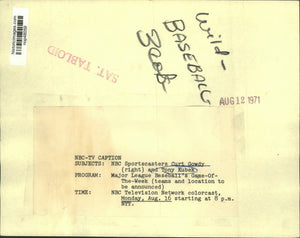 Wild-
BASEBALL
SAT. TABLOID
AUG 12 1971
NBC-TV CAPTION
SUBJECTS: NBC Sportscasters Curt Gowdy
(right) and Tony Kubek
PROGRAM: Major League Baseball's Game-Of-
The-Week (teams and location to
be announced)
TIME: NBC Television Network colorcast,
Monday, Aug. 16 starting at 8 p.m.
NYT.